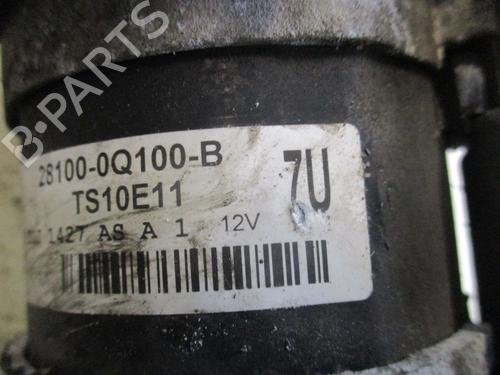 B-PARTS
28100-0Q100-B
7U
TS10E11
1427 AS A 1 12V